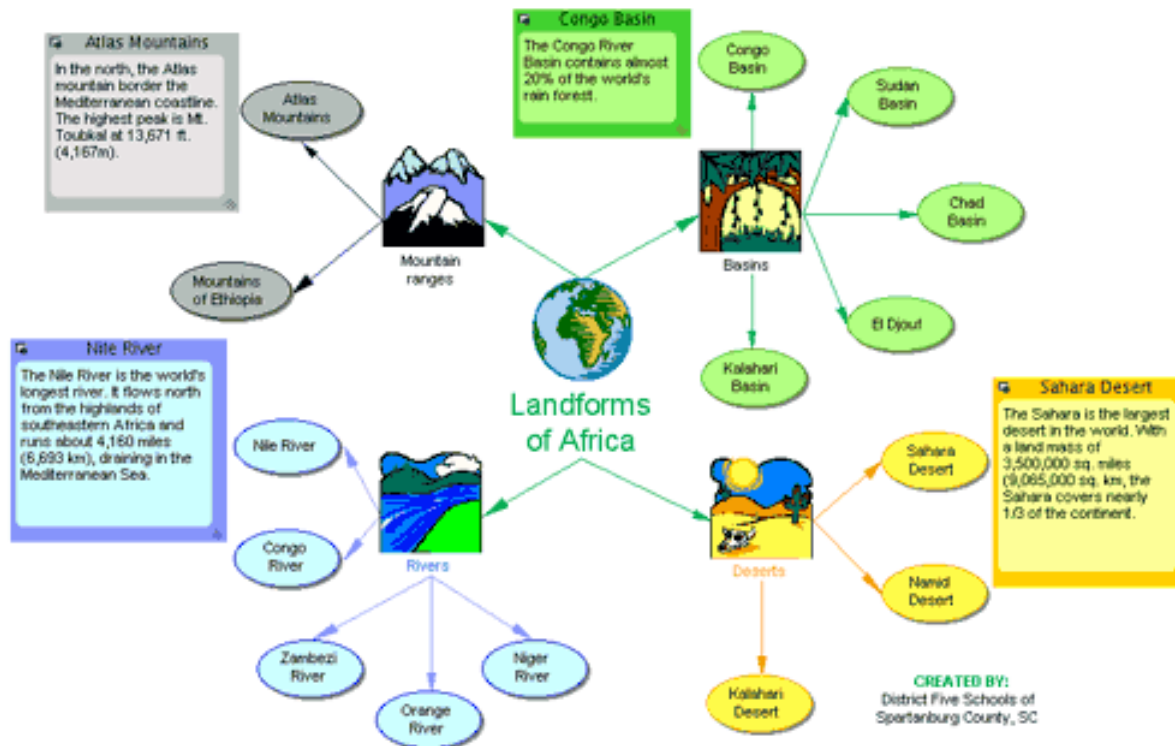 Atlas Mountains
In the north, the Atlas
mountain border the
Mediterranean coastline.
The highest peak is Mt.
Toubkal at 13,671 ft.
(4,167m).
Atlas
Mountains
Mountains
of Ethiopia
Mountain
ranges
Congo Basin
The Congo River
Basin contains almost
20% of the world's
rain forest.
Congo
Basin
Sudan
Basin
Chad
Basin
El Djouf
Kalahari
Basin
Basins
Landforms
of Africa
Nile River
The Nile River is the world's
longest river. It flows north
from the highlands of
southeastern Africa and
runs about 4,160 miles
(6,693 km), draining in the
Mediterranean Sea.
Nile River
Congo
River
Zambezi
River
Orange
River
Niger
River
Rivers
Deserts
Sahara
Desert
Namid
Desert
Kalahari
Desert
Sahara Desert
The Sahara is the largest
desert in the world. With
a land mass of
3,500,000 sq. miles
(9,065,000 sq. km, the
Sahara covers nearly
1/3 of the continent.
CREATED BY:
District Five Schools of
Spartanburg County, SC